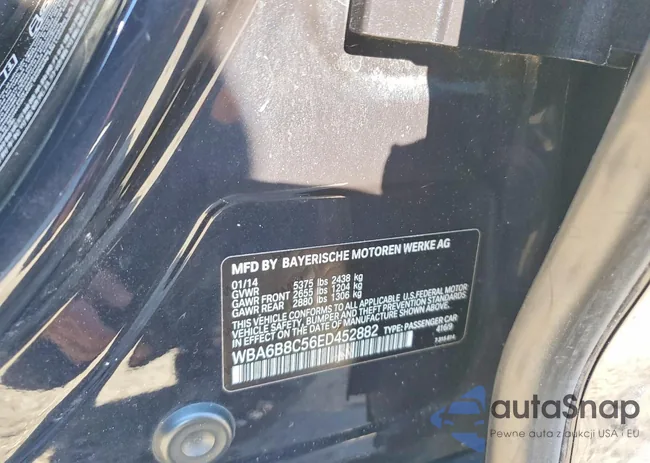 MFD BY BAYERISCHE MOTOREN WERKE AG
01/14
GVWR 5375 lbs 2438 kg
GAWR FRONT 2655 lbs 1204 kg
GAWR REAR 2880 lbs 1306 kg
THIS VEHICLE CONFORMS TO ALL APPLICABLE U.S. FEDERAL MOTOR
VEHICLE SAFETY, BUMPER, AND THEFT PREVENTION STANDARDS
IN EFFECT ON THE DATE OF MANUFACTURE SHOWN ABOVE.
WBA6B8C56ED452882 TYPE: PASSENGER CAR
416/9
autaSnap
Pewne auta z aukcji USA i EU